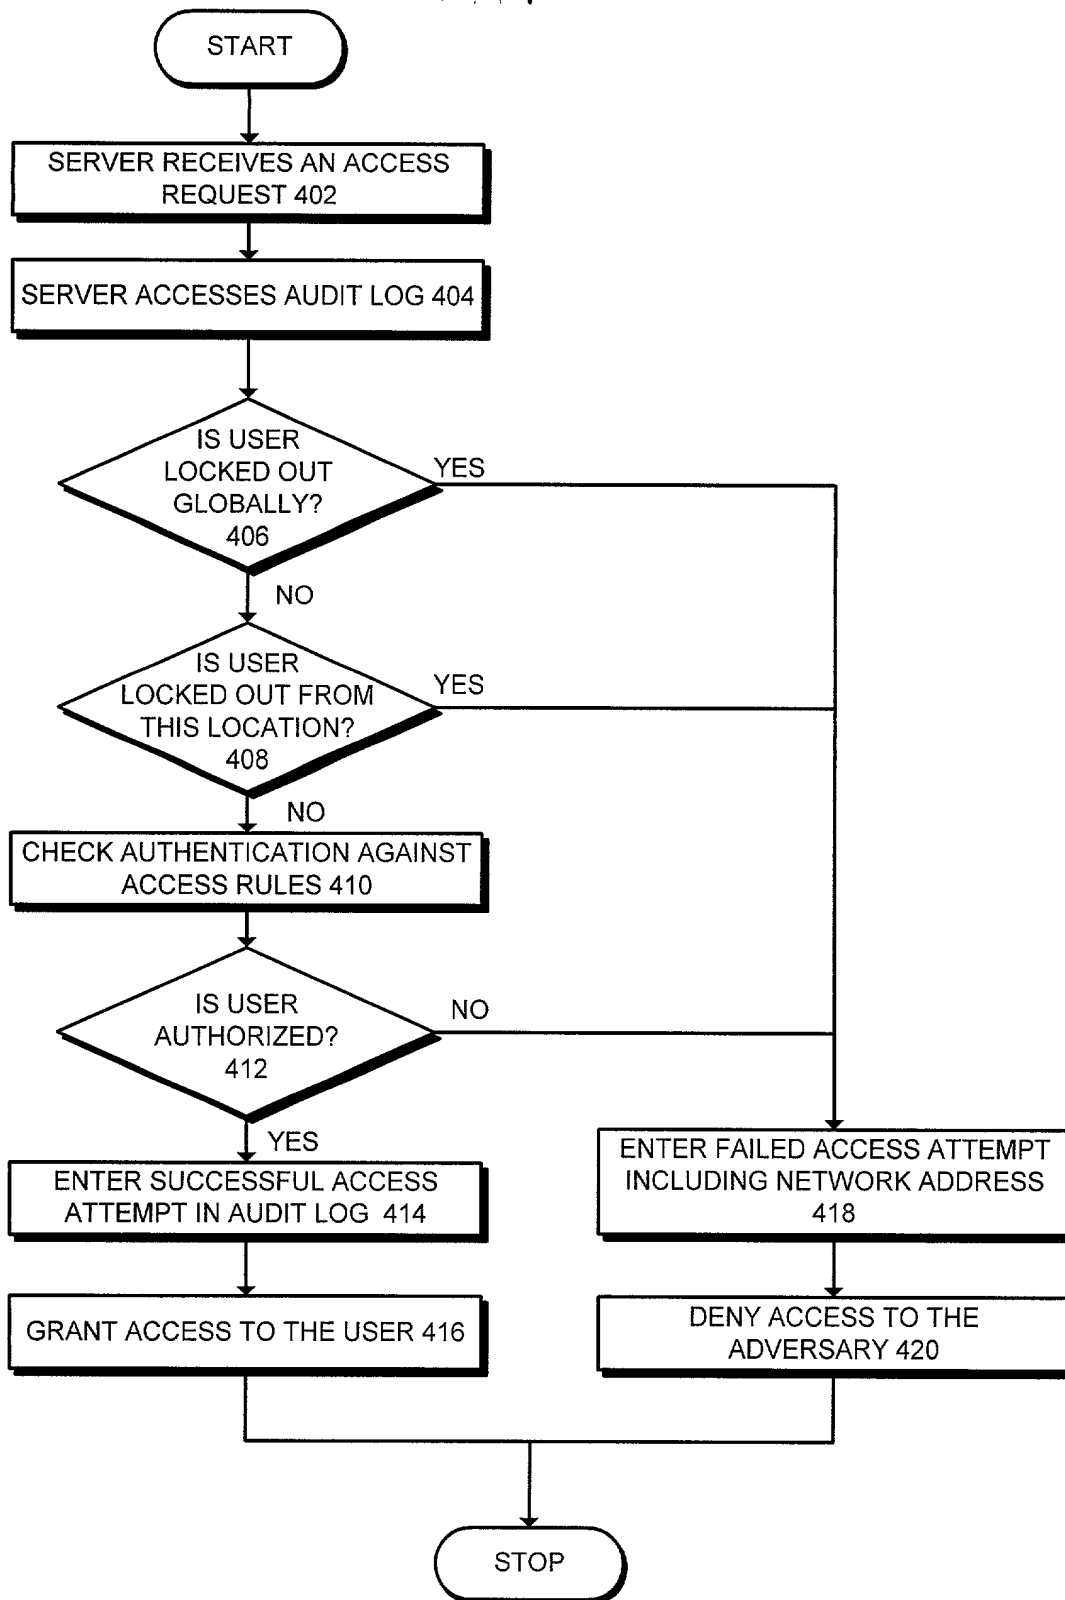 START
SERVER RECEIVES AN ACCESS
REQUEST 402
SERVER ACCESSES AUDIT LOG 404
IS USER
LOCKED OUT
GLOBALLY?
406
YES
NO
IS USER
LOCKED OUT FROM
THIS LOCATION?
408
YES
NO
CHECK AUTHENTICATION AGAINST
ACCESS RULES 410
IS USER
AUTHORIZED?
412
NO
YES
ENTER SUCCESSFUL ACCESS
ATTEMPT IN AUDIT LOG 414
ENTER FAILED ACCESS ATTEMPT
INCLUDING NETWORK ADDRESS
418
GRANT ACCESS TO THE USER 416
DENY ACCESS TO THE
ADVERSARY 420
STOP